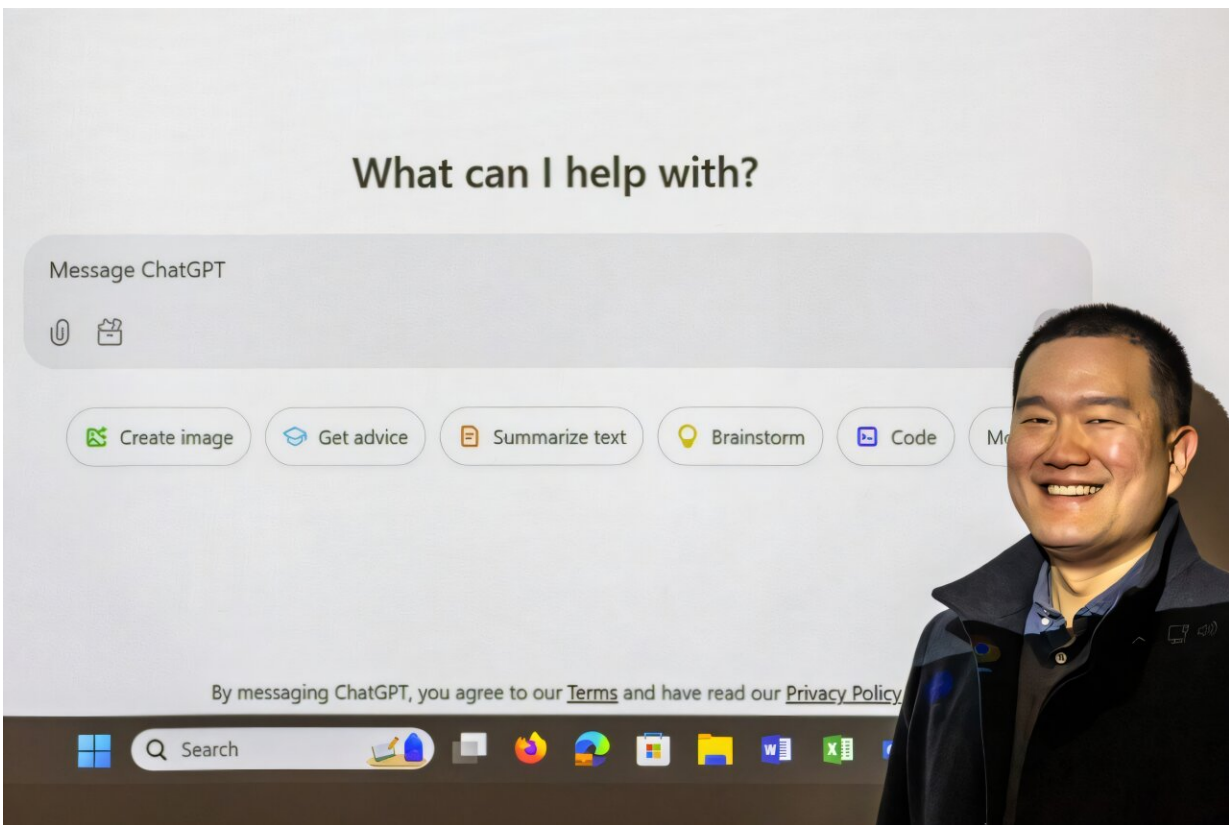 What can I help with?
Message ChatGPT
Create image Get advice Summarize text Brainstorm Code
By messaging ChatGPT, you agree to our Terms and have read our Privacy Policy
Search
W X